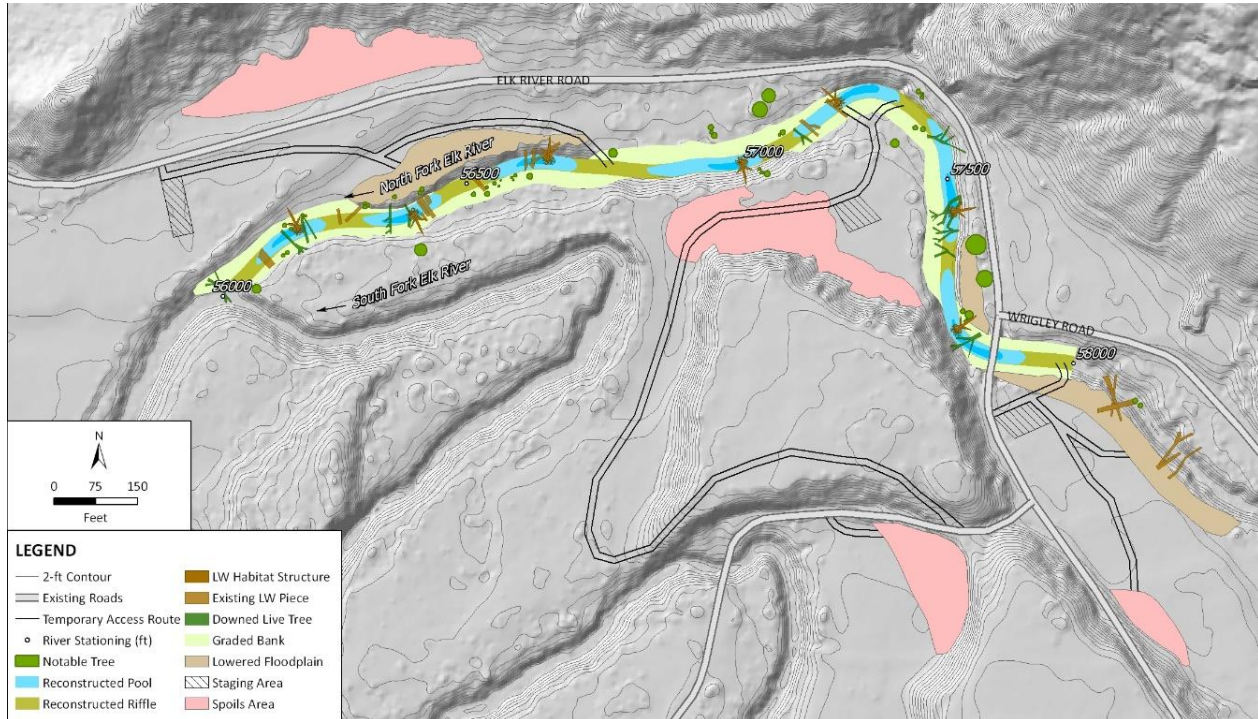 ELK RIVER ROAD
North Fork Elk River
57000
56500
57500
South Fork Elk River
56000
WRIGLEY ROAD
58000
N
0 75 150
Feet
LEGEND
2-ft Contour
Existing Roads
Temporary Access Route
River Stationing (ft)
Notable Tree
Reconstructed Pool
Reconstructed Riffle
LW Habitat Structure
Existing LW Piece
Downed Live Tree
Graded Bank
Lowered Floodplain
Staging Area
Spoils Area